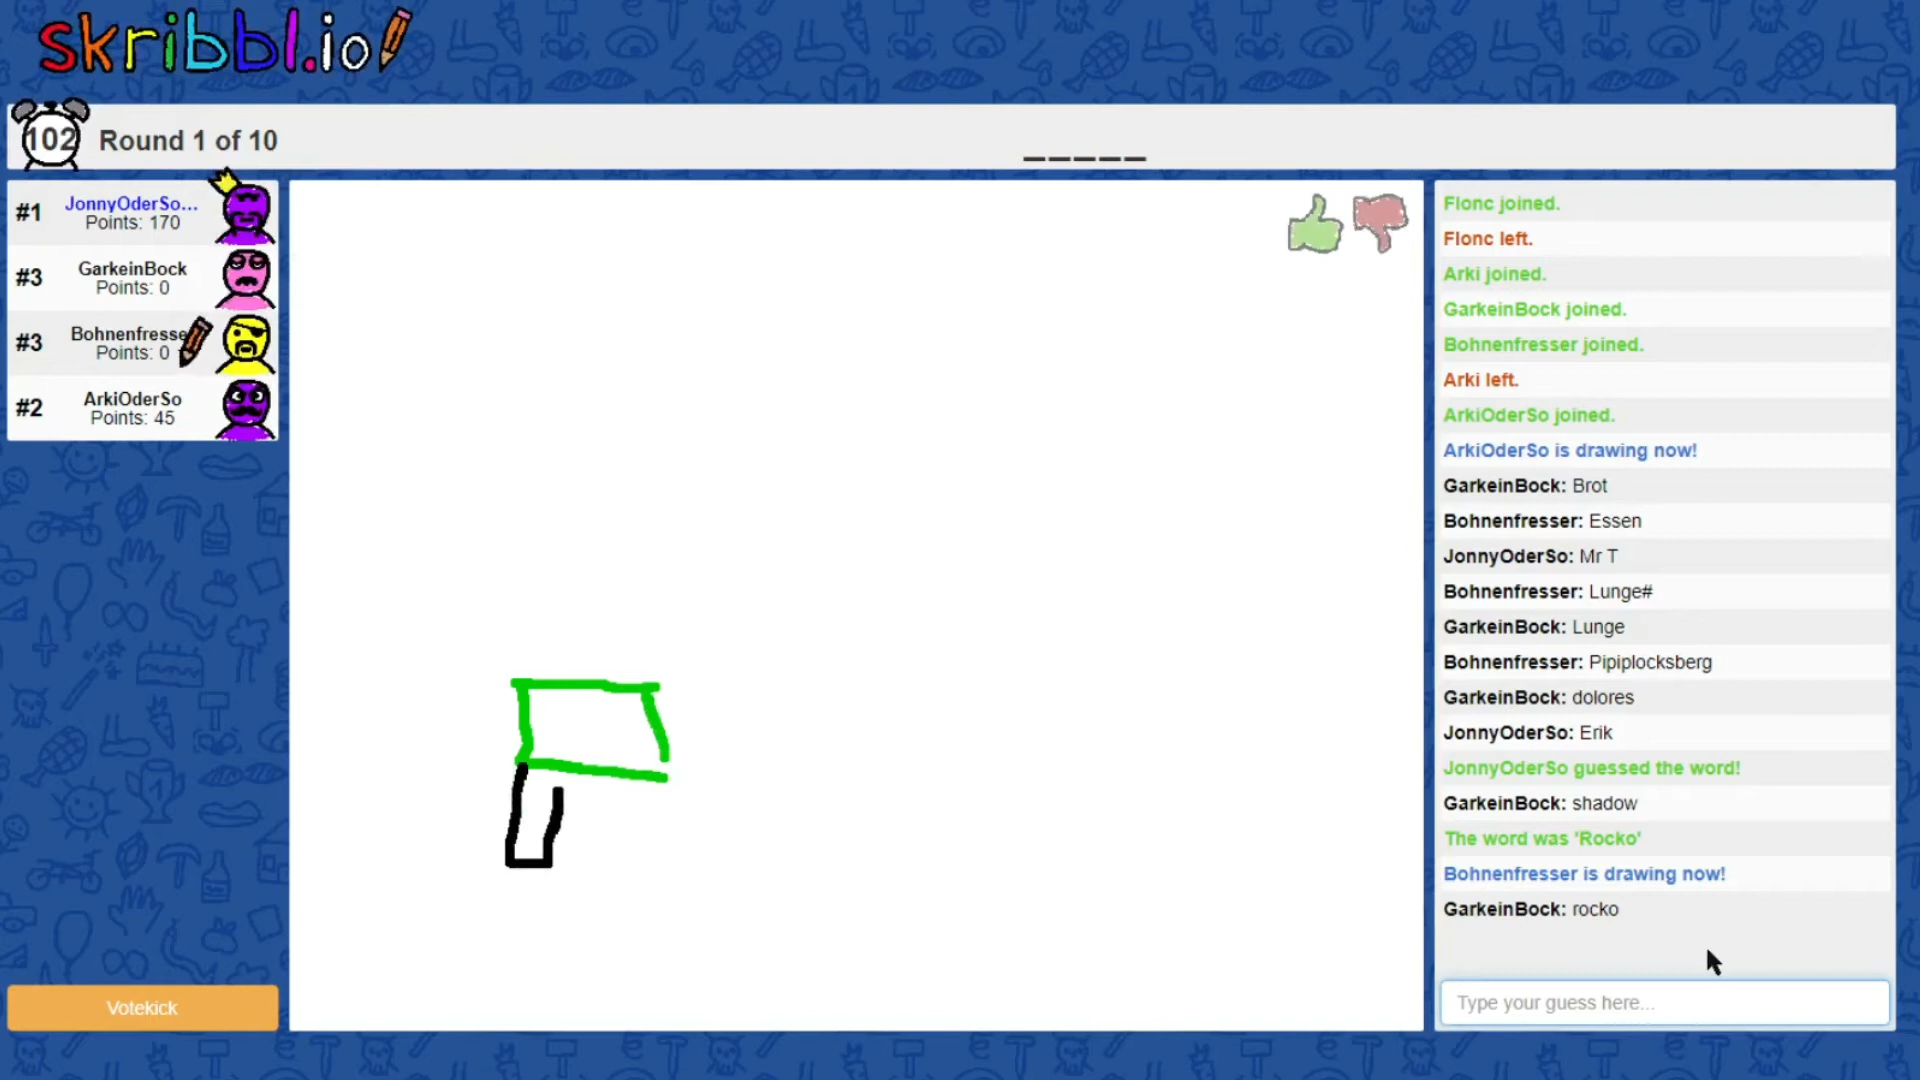 skribbl.io
102
Round 1 of 10
_____
#1
JonnyOderSo...
Points: 170
#3
GarkeinBock
Points: 0
#3
Bohnenfresse
Points: 0
#2
ArkiOderSo
Points: 45
Votekick
Flonc joined.
Flonc left.
Arki joined.
GarkeinBock joined.
Bohnenfresser joined.
Arki left.
ArkiOderSo joined.
ArkiOderSo is drawing now!
GarkeinBock: Brot
Bohnenfresser: Essen
JonnyOderSo: Mr T
Bohnenfresser: Lunge#
GarkeinBock: Lunge
Bohnenfresser: Pipiplocksberg
GarkeinBock: dolores
JonnyOderSo: Erik
JonnyOderSo guessed the word!
GarkeinBock: shadow
The word was 'Rocko'
Bohnenfresser is drawing now!
GarkeinBock: rocko
Type your guess here...